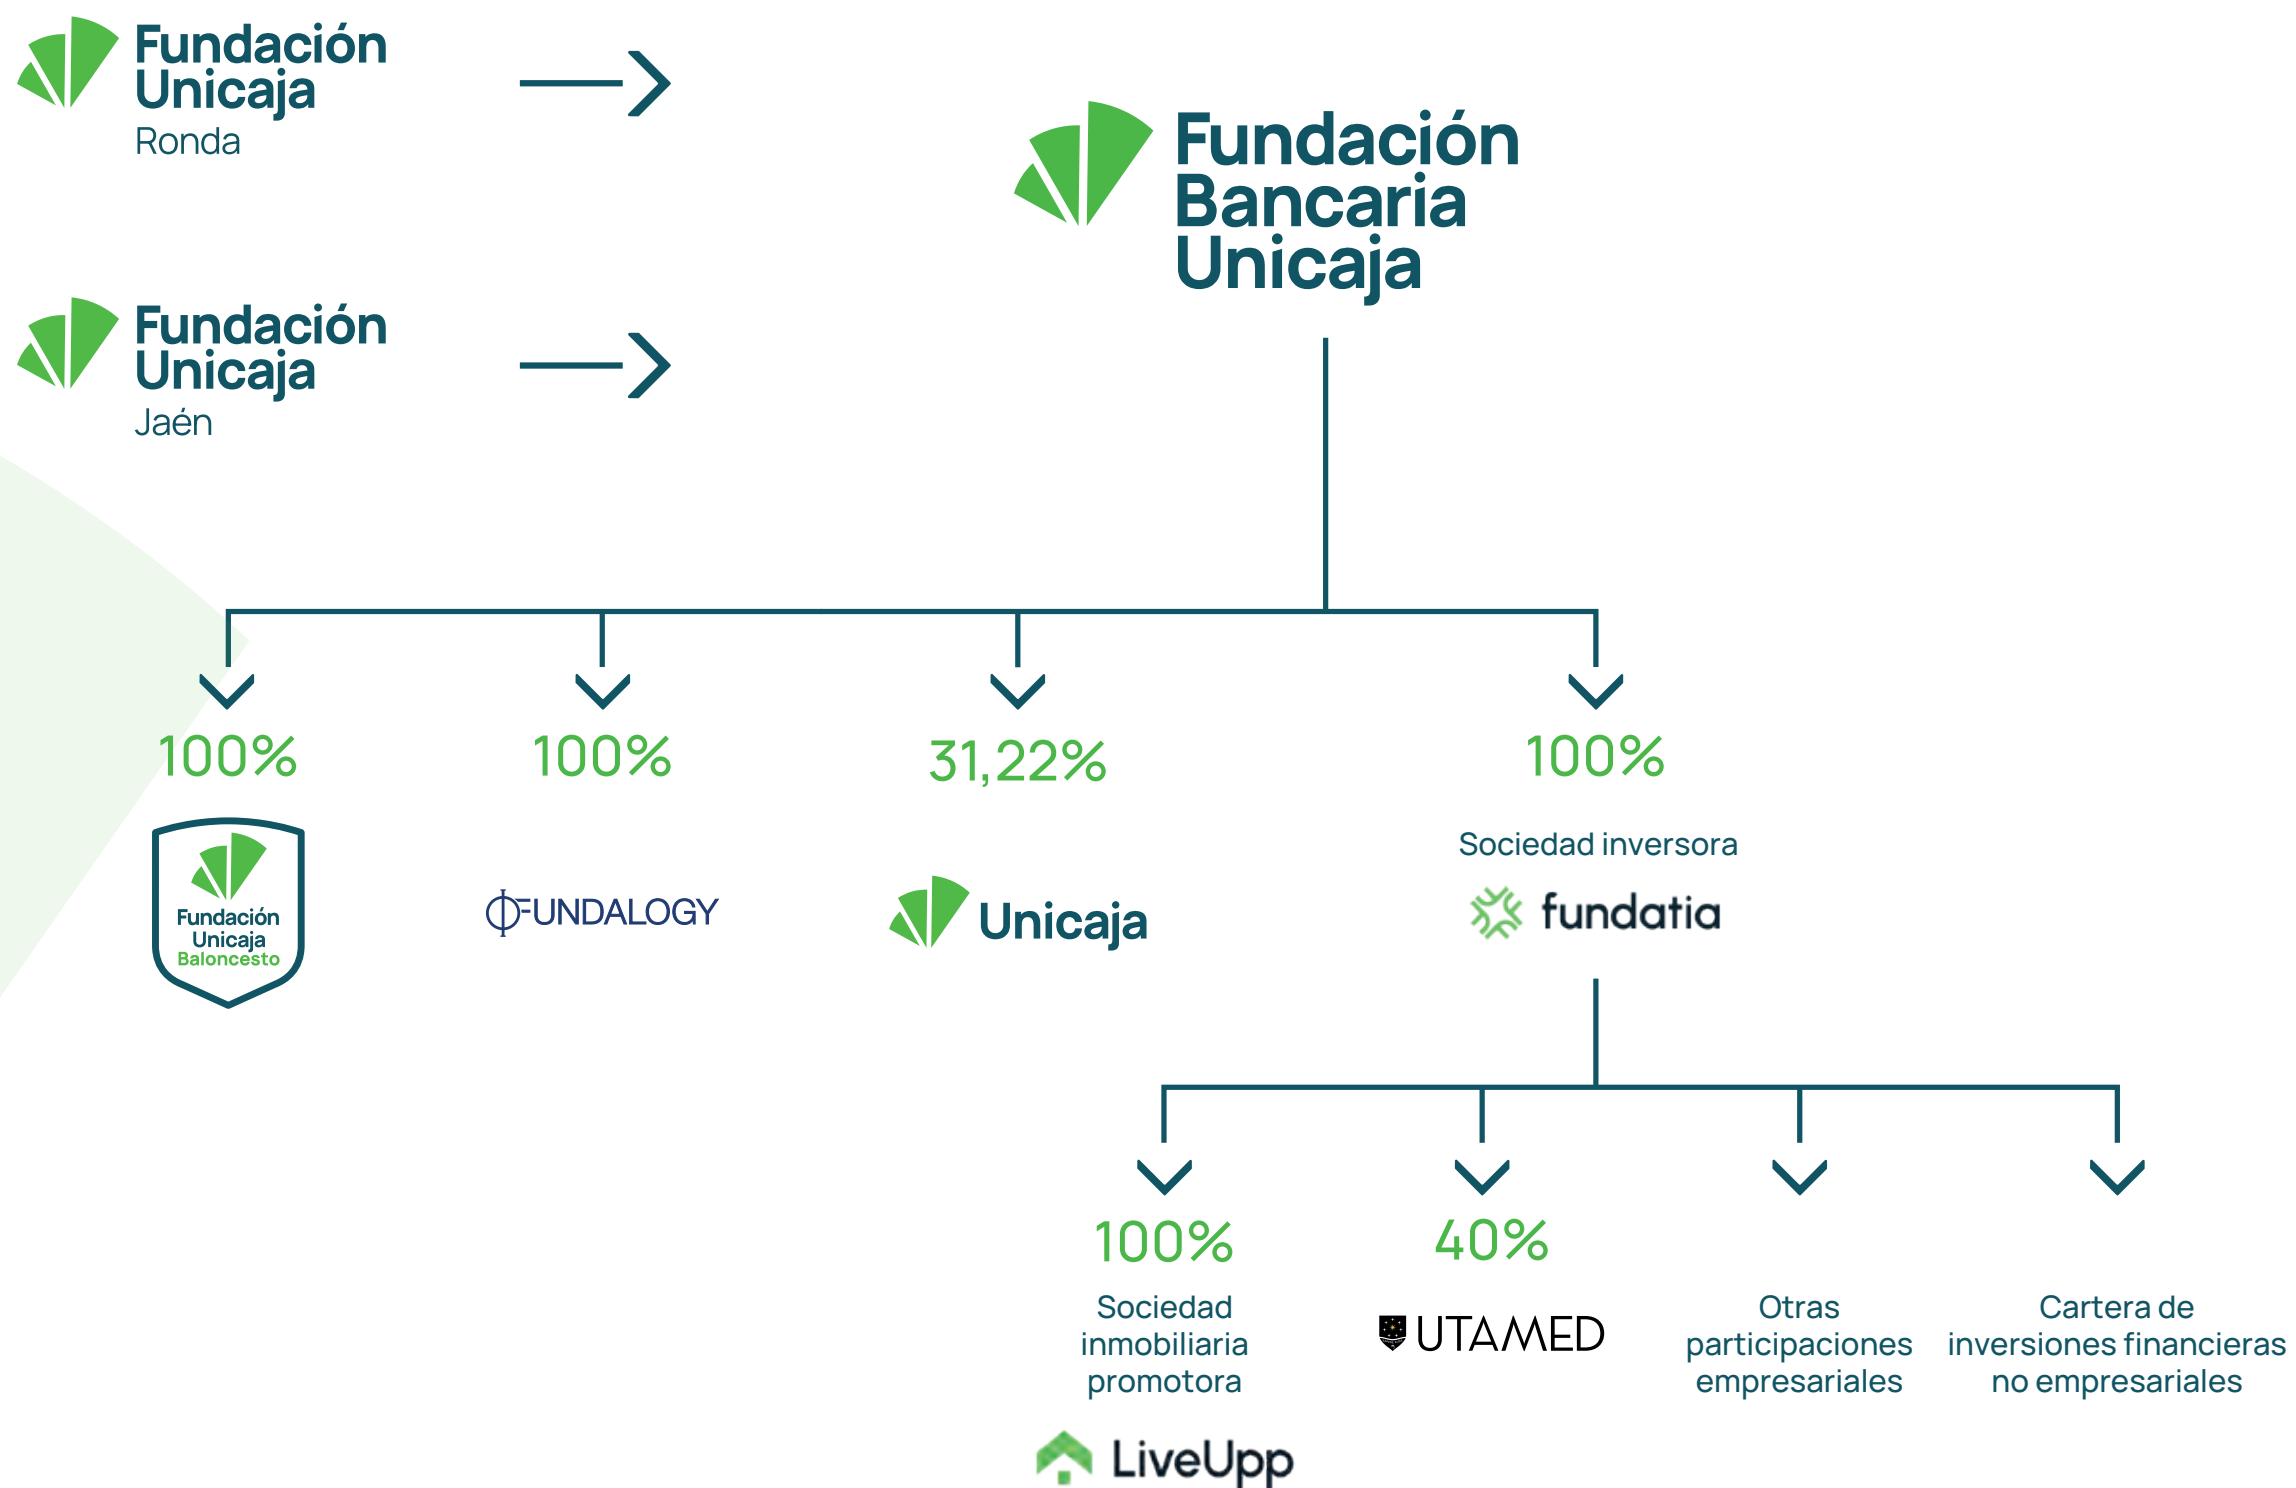 Fundación
Unicaja
Ronda
Fundación
Bancaria
Unicaja
Fundación
Unicaja
Jaén
100%
100%
31,22%
100%
Fundación
Unicaja
Baloncesto
FUNDALOGY
Unicaja
Sociedad inversora
fundatia
100%
Sociedad
inmobiliaria
promotora
LiveUpp
40%
UTAMED
Otras
participaciones
empresariales
Cartera de
inversiones financieras
no empresariales